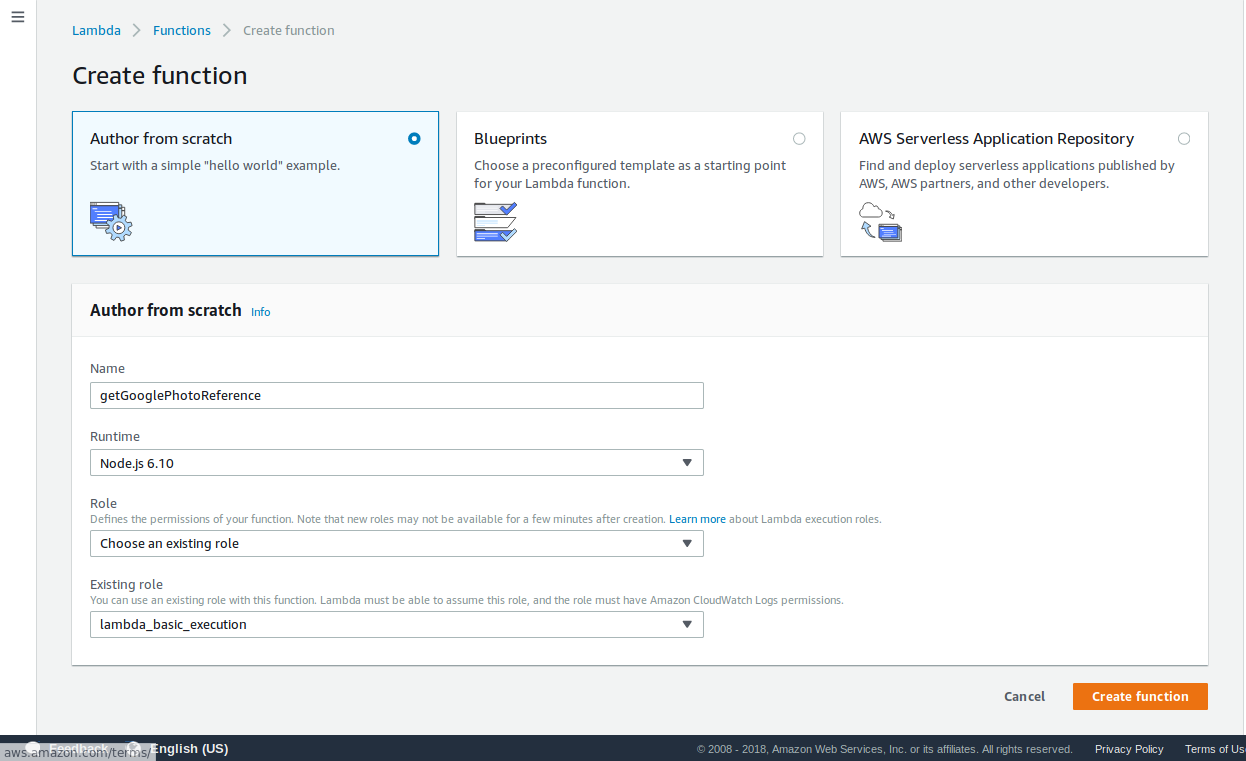 Lambda > Functions > Create function
Create function
Author from scratch
Start with a simple "hello world" example.
Blueprints
Choose a preconfigured template as a starting point
for your Lambda function.
AWS Serverless Application Repository
Find and deploy serverless applications published by
AWS, AWS partners, and other developers.
Author from scratch Info
Name
getGooglePhotoReference
Runtime
Node.js 6.10
Role
Defines the permissions of your function. Note that new roles may not be available for a few minutes after creation. Learn more about Lambda execution roles.
Choose an existing role
Existing role
You can use an existing role with this function. Lambda must be able to assume this role, and the role must have Amazon CloudWatch Logs permissions.
lambda_basic_execution
Cancel Create function
Feedback English (US) © 2008 - 2018, Amazon Web Services, Inc. or its affiliates. All rights reserved. Privacy Policy Terms of Us
aws.amazon.com/terms/